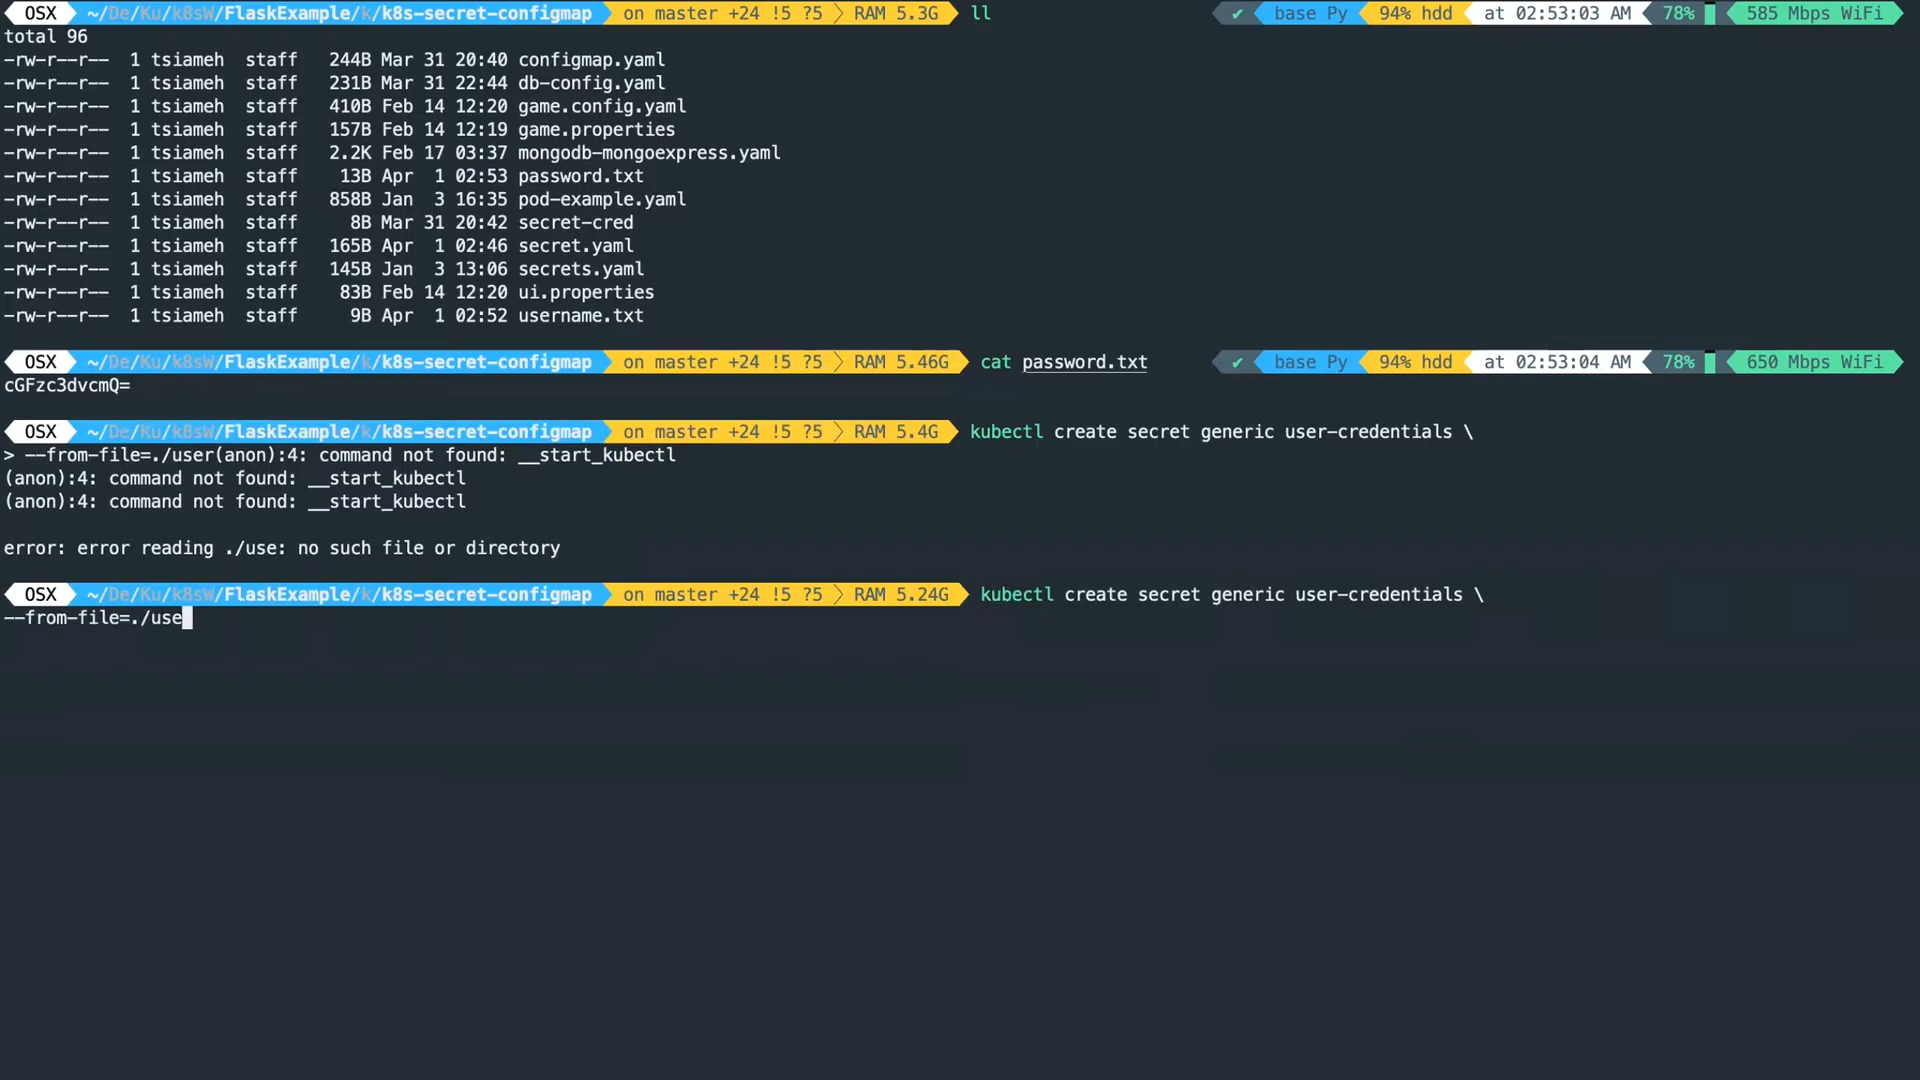 OSX ~/De/Ku/k8sW/FlaskExample/k/k8s-secret-configmap on master +24 !5 ?5 RAM 5.3G ll ✔ base Py 94% hdd at 02:53:03 AM 78% 585 Mbps WiFi
total 96
-rw-r--r-- 1 tsiameh staff 244B Mar 31 20:40 configmap.yaml
-rw-r--r-- 1 tsiameh staff 231B Mar 31 22:44 db-config.yaml
-rw-r--r-- 1 tsiameh staff 410B Feb 14 12:20 game.config.yaml
-rw-r--r-- 1 tsiameh staff 157B Feb 14 12:19 game.properties
-rw-r--r-- 1 tsiameh staff 2.2K Feb 17 03:37 mongodb-mongoexpress.yaml
-rw-r--r-- 1 tsiameh staff 13B Apr 1 02:53 password.txt
-rw-r--r-- 1 tsiameh staff 858B Jan 3 16:35 pod-example.yaml
-rw-r--r-- 1 tsiameh staff 8B Mar 31 20:42 secret-cred
-rw-r--r-- 1 tsiameh staff 165B Apr 1 02:46 secret.yaml
-rw-r--r-- 1 tsiameh staff 145B Jan 3 13:06 secrets.yaml
-rw-r--r-- 1 tsiameh staff 83B Feb 14 12:20 ui.properties
-rw-r--r-- 1 tsiameh staff 9B Apr 1 02:52 username.txt
OSX ~/De/Ku/k8sW/FlaskExample/k/k8s-secret-configmap on master +24 !5 ?5 RAM 5.46G cat password.txt ✔ base Py 94% hdd at 02:53:04 AM 78% 650 Mbps WiFi
cGFzc3dvcmQ=
OSX ~/De/Ku/k8sW/FlaskExample/k/k8s-secret-configmap on master +24 !5 ?5 RAM 5.4G kubectl create secret generic user-credentials \
> --from-file=./user(anon):4: command not found: __start_kubectl
(anon):4: command not found: __start_kubectl
(anon):4: command not found: __start_kubectl
error: error reading ./use: no such file or directory
OSX ~/De/Ku/k8sW/FlaskExample/k/k8s-secret-configmap on master +24 !5 ?5 RAM 5.24G kubectl create secret generic user-credentials \
--from-file=./use